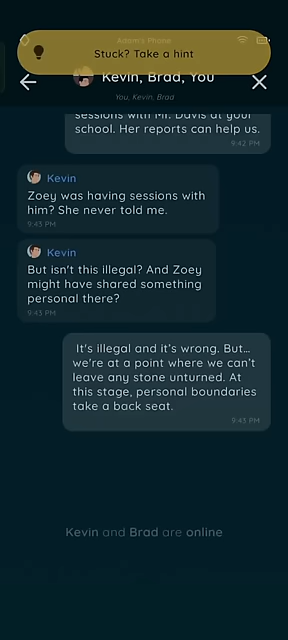 Adam's Phone
Stuck? Take a hint
Kevin, Brad, You
You, Kevin, Brad
sessions with Mr. Davis at your
school. Her reports can help us.
9:42 PM
Kevin
Zoey was having sessions with
him? She never told me.
9:43 PM
Kevin
But isn't this illegal? And Zoey
might have shared something
personal there?
9:43 PM
It's illegal and it's wrong. But...
we're at a point where we can't
leave any stone unturned. At
this stage, personal boundaries
take a back seat.
9:43 PM
Kevin and Brad are online